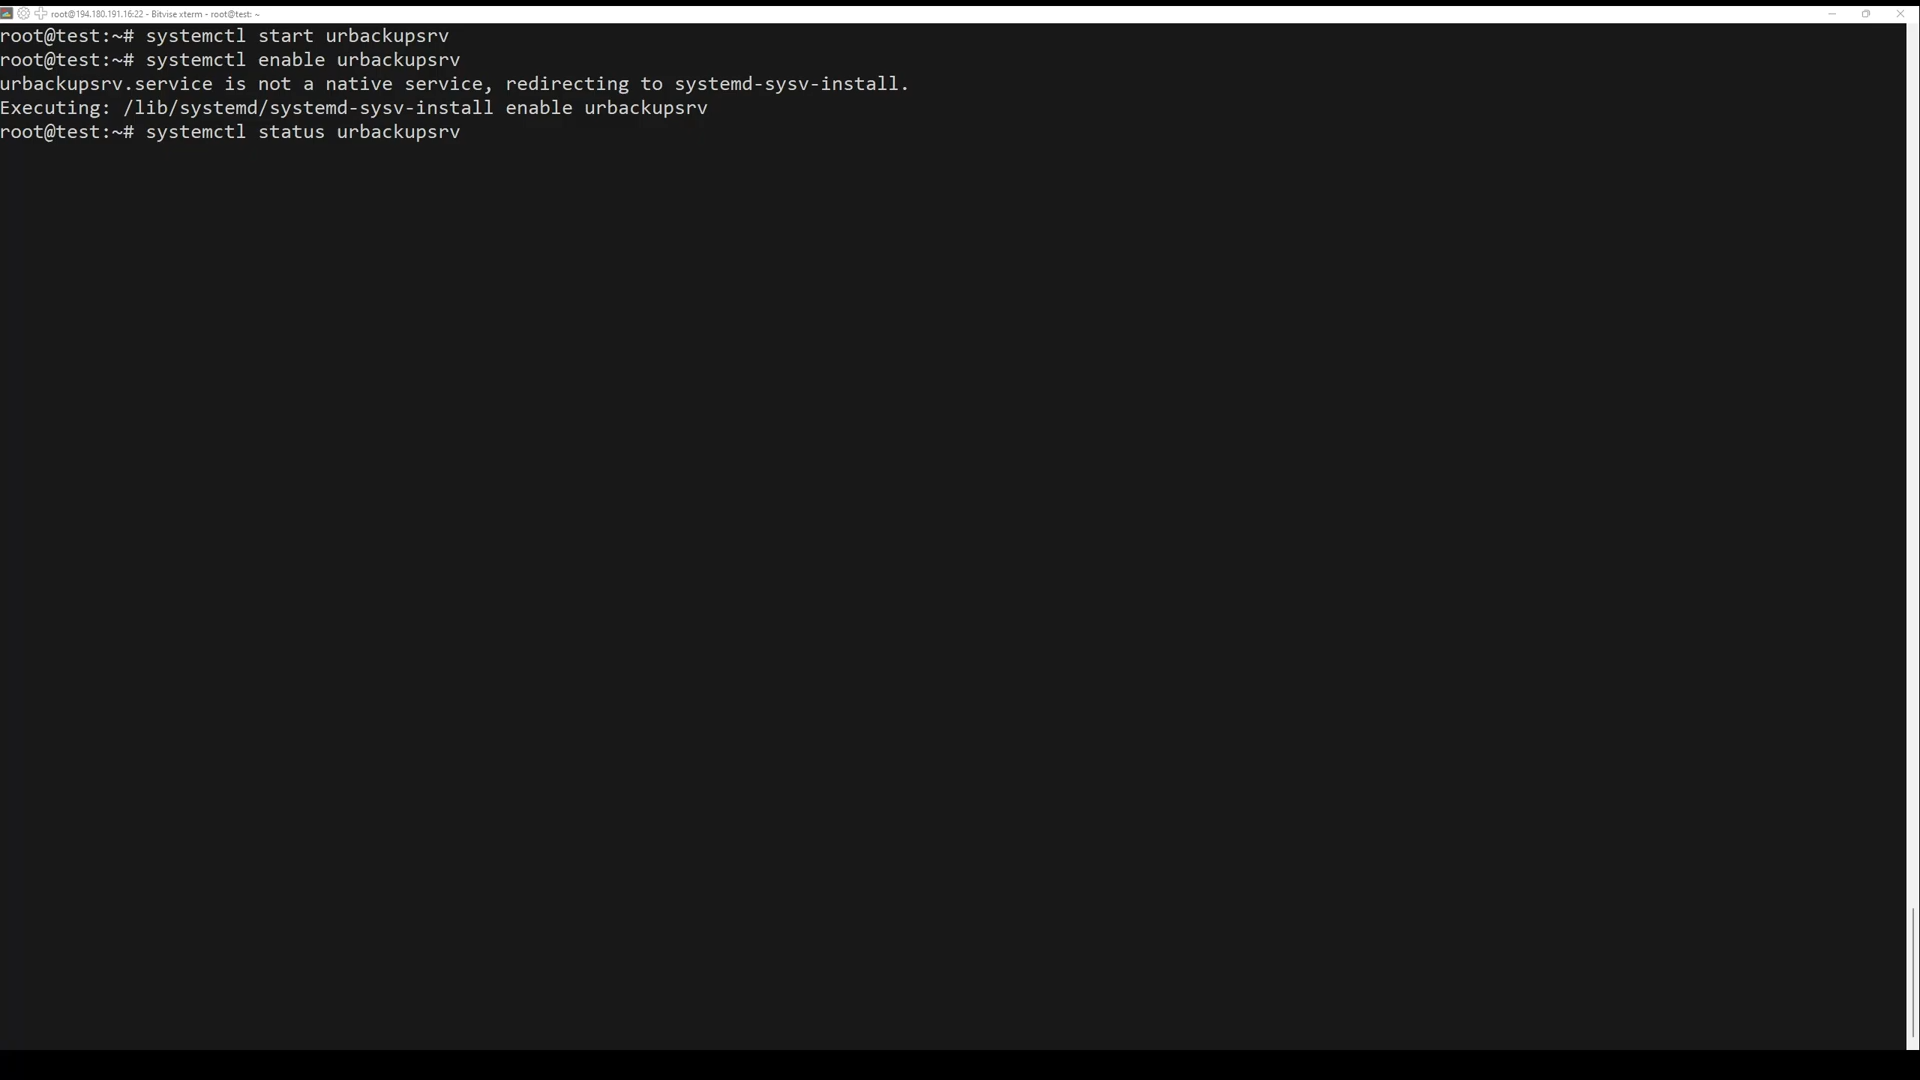 root@194.180.191.16:22 - Bitvise xterm - root@test: ~
root@test:~# systemctl start urbackupsrv
root@test:~# systemctl enable urbackupsrv
urbackupsrv.service is not a native service, redirecting to systemd-sysv-install.
Executing: /lib/systemd/systemd-sysv-install enable urbackupsrv
root@test:~# systemctl status urbackupsrv